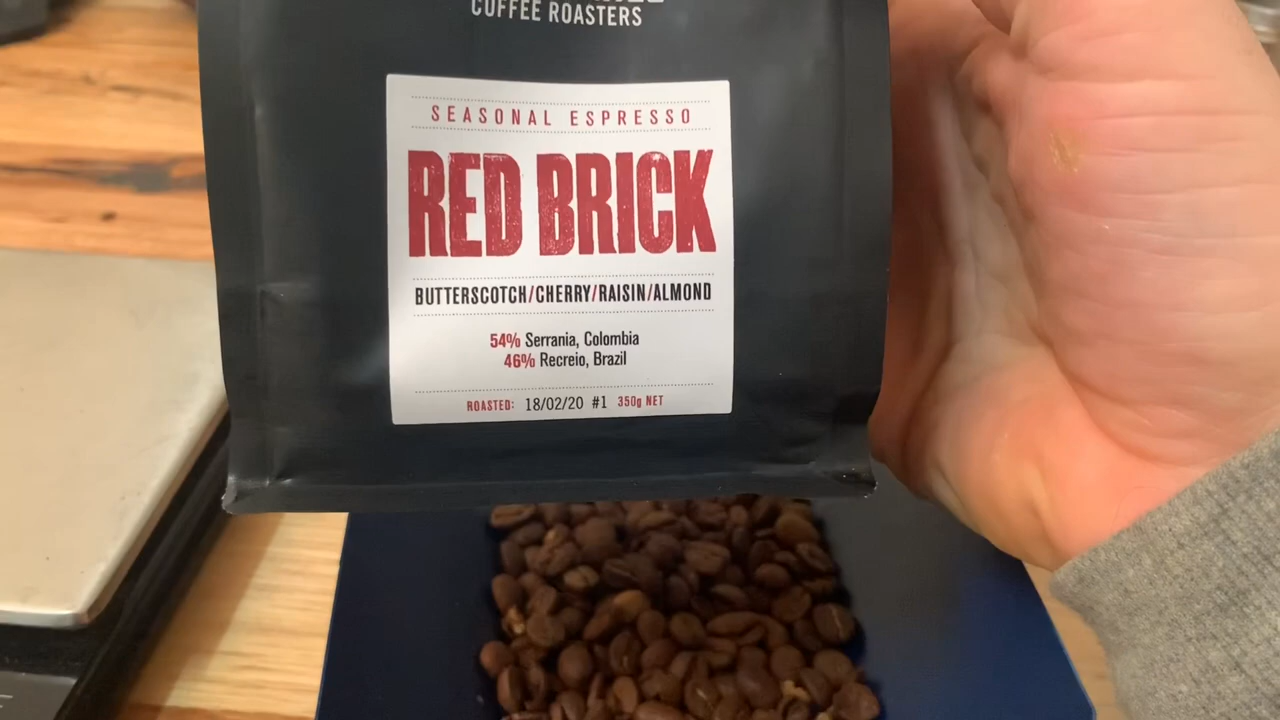 COFFEE ROASTERS
SEASONAL ESPRESSO
RED BRICK
BUTTERSCOTCH/CHERRY/RAISIN/ALMOND
54% Serrania, Colombia
46% Recreio, Brazil
ROASTED: 18/02/20 #1 350g NET